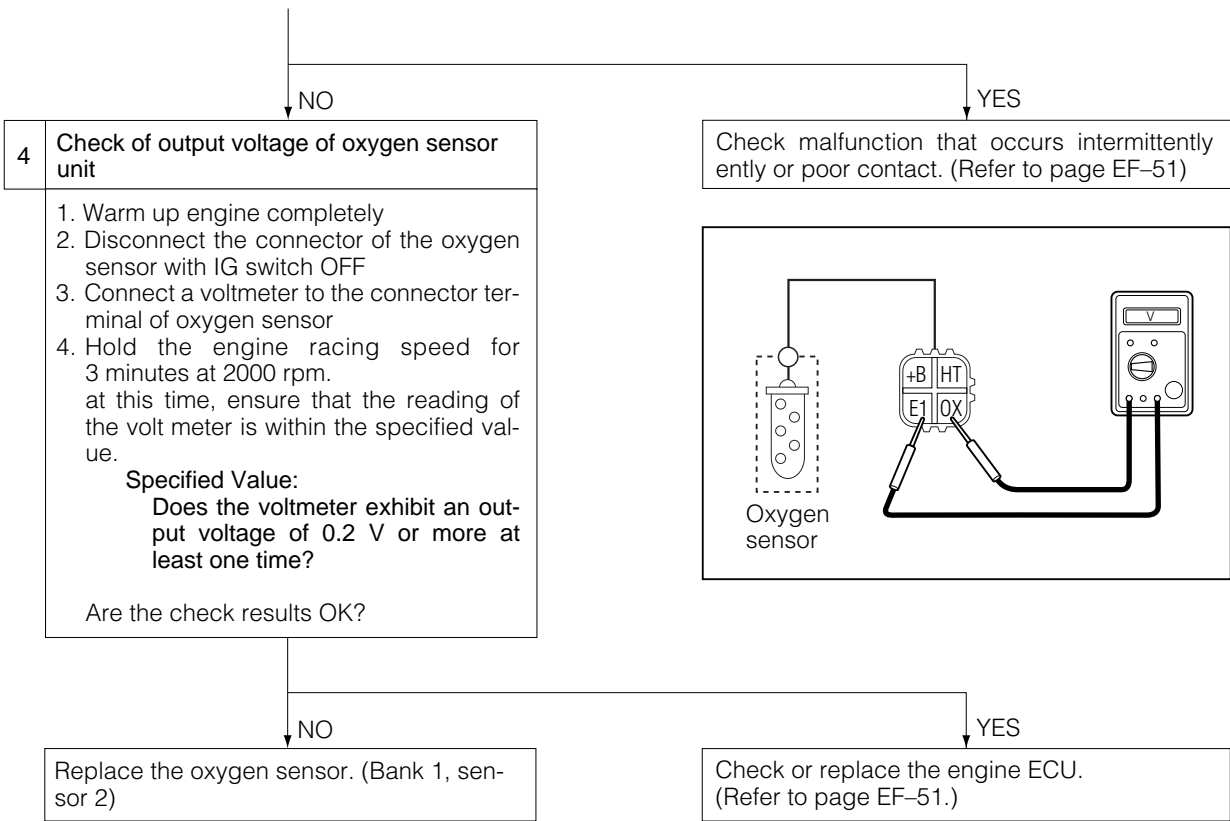 NO
YES
4
Check of output voltage of oxygen sensor
unit
1. Warm up engine completely
2. Disconnect the connector of the oxygen
sensor with IG switch OFF
3. Connect a voltmeter to the connector ter-
minal of oxygen sensor
4. Hold the engine racing speed for
3 minutes at 2000 rpm.
at this time, ensure that the reading of
the volt meter is within the specified val-
ue.
Specified Value:
Does the voltmeter exhibit an out-
put voltage of 0.2 V or more at
least one time?
Are the check results OK?
Check malfunction that occurs intermittently
ently or poor contact. (Refer to page EF–51)
V
+B HT
E1 OX
Oxygen
sensor
NO
YES
Replace the oxygen sensor. (Bank 1, sen-
sor 2)
Check or replace the engine ECU.
(Refer to page EF–51.)